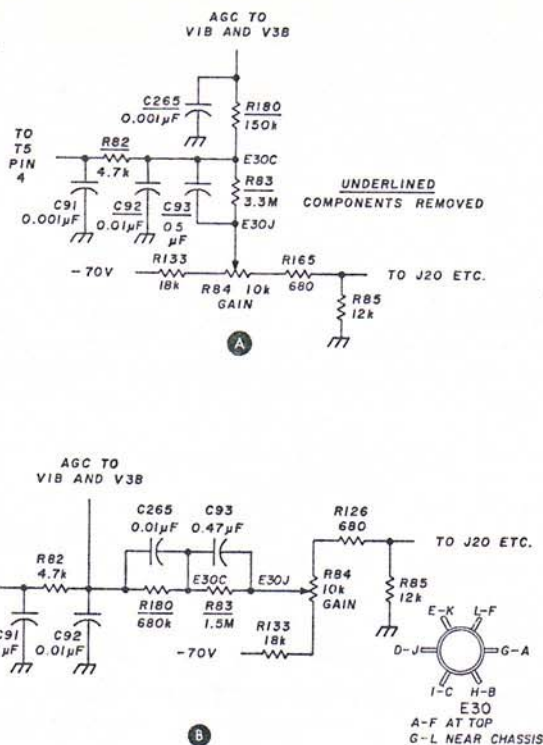 AGC TO
V1B AND V3B
C265
0.001µF
R180
150k
TO
T5
PIN
4
R82
4.7k
E30C
C91
0.001µF
C92
0.01µF
C93
0.5
µF
R83
3.3M
E30J
UNDERLINED
COMPONENTS REMOVED
-70V
R133
18k
R84 10k
GAIN
R165
680
TO J20 ETC.
R85
12k
A
AGC TO
V1B AND V3B
C265
0.01µF
C93
0.47µF
R126
680
TO J20 ETC.
R82
4.7k
E30C
E30J
R84
10k
GAIN
R85
12k
R180
680k
R83
1.5M
C91
µF
C92
0.01µF
R133
18k
-70V
E-K
L-F
D-J
G-A
I-C
H-B
E30
A-F AT TOP
G-L NEAR CHASSIS
B